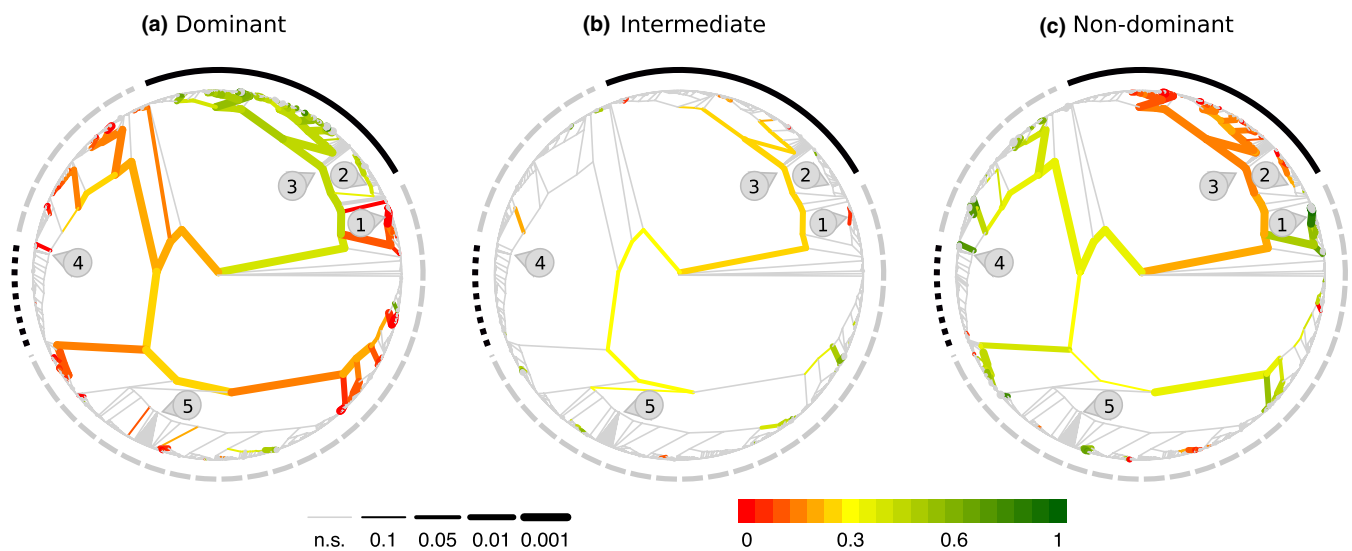 (a) Dominant
(b) Intermediate
(c) Non-dominant
3 2 1 4 5
3 2 1 4 5
3 2 1 4 5
n.s. 0.1 0.05 0.01 0.001
0 0.3 0.6 1